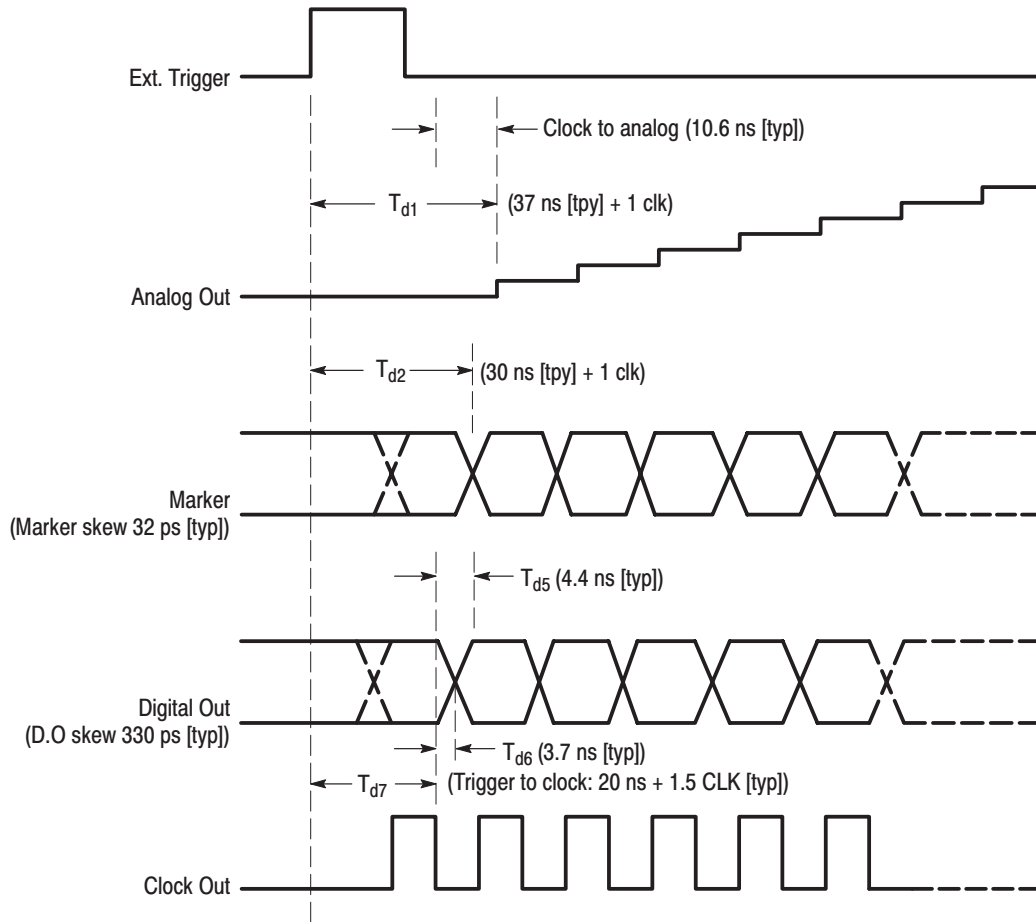 Ext. Trigger
Clock to analog (10.6 ns [typ])
Td1
(37 ns [tpy] + 1 clk)
Analog Out
Td2
(30 ns [tpy] + 1 clk)
Marker
(Marker skew 32 ps [typ])
Td5 (4.4 ns [typ])
Digital Out
(D.O skew 330 ps [typ])
Td6 (3.7 ns [typ])
Td7
(Trigger to clock: 20 ns + 1.5 CLK [typ])
Clock Out